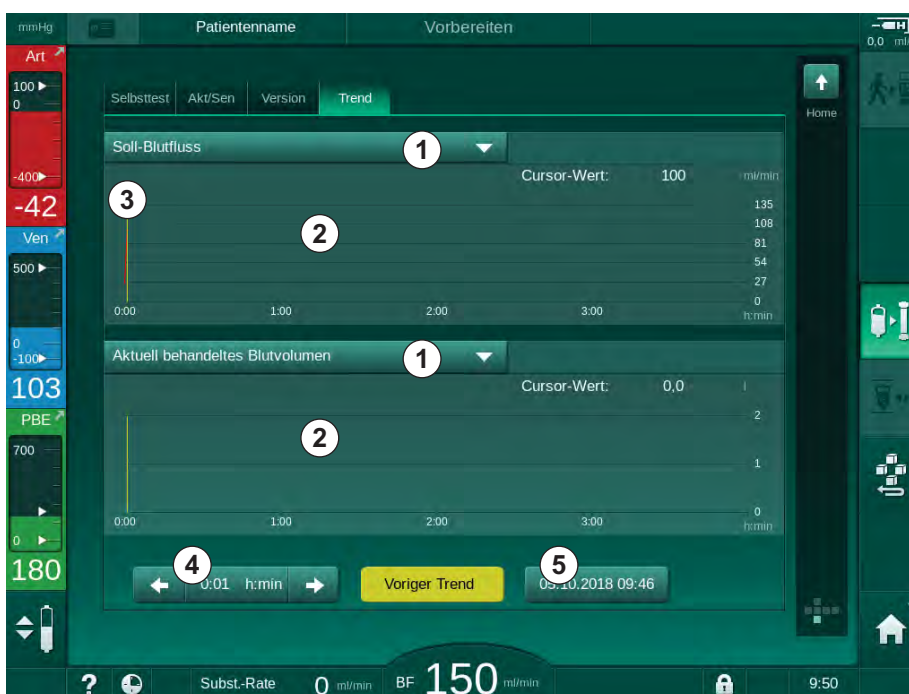 mmHg
Patientenname
Vorbereiten
0,0 ml
Art
100
0
-400
-42
Ven
500
0
-100
103
PBE
700
0
180
Selbsttest Akt/Sen Version Trend
Home
Soll-Blutfluss
1
Cursor-Wert: 100 ml/min
3
2
135
108
81
54
27
0
0:00 1:00 2:00 3:00 h:min
Aktuell behandeltes Blutvolumen
1
Cursor-Wert: 0,0 l
2
2
1
0
0:00 1:00 2:00 3:00 h:min
4
0:01 h:min
Voriger Trend
5
05.10.2018 09:46
? Subst.-Rate 0 ml/min BF 150 ml/min 9:50